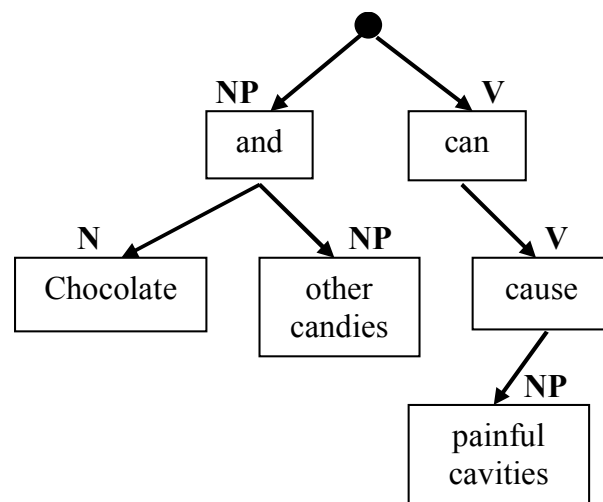 NP V
and can
N NP V
Chocolate other candies cause
NP
painful
cavities